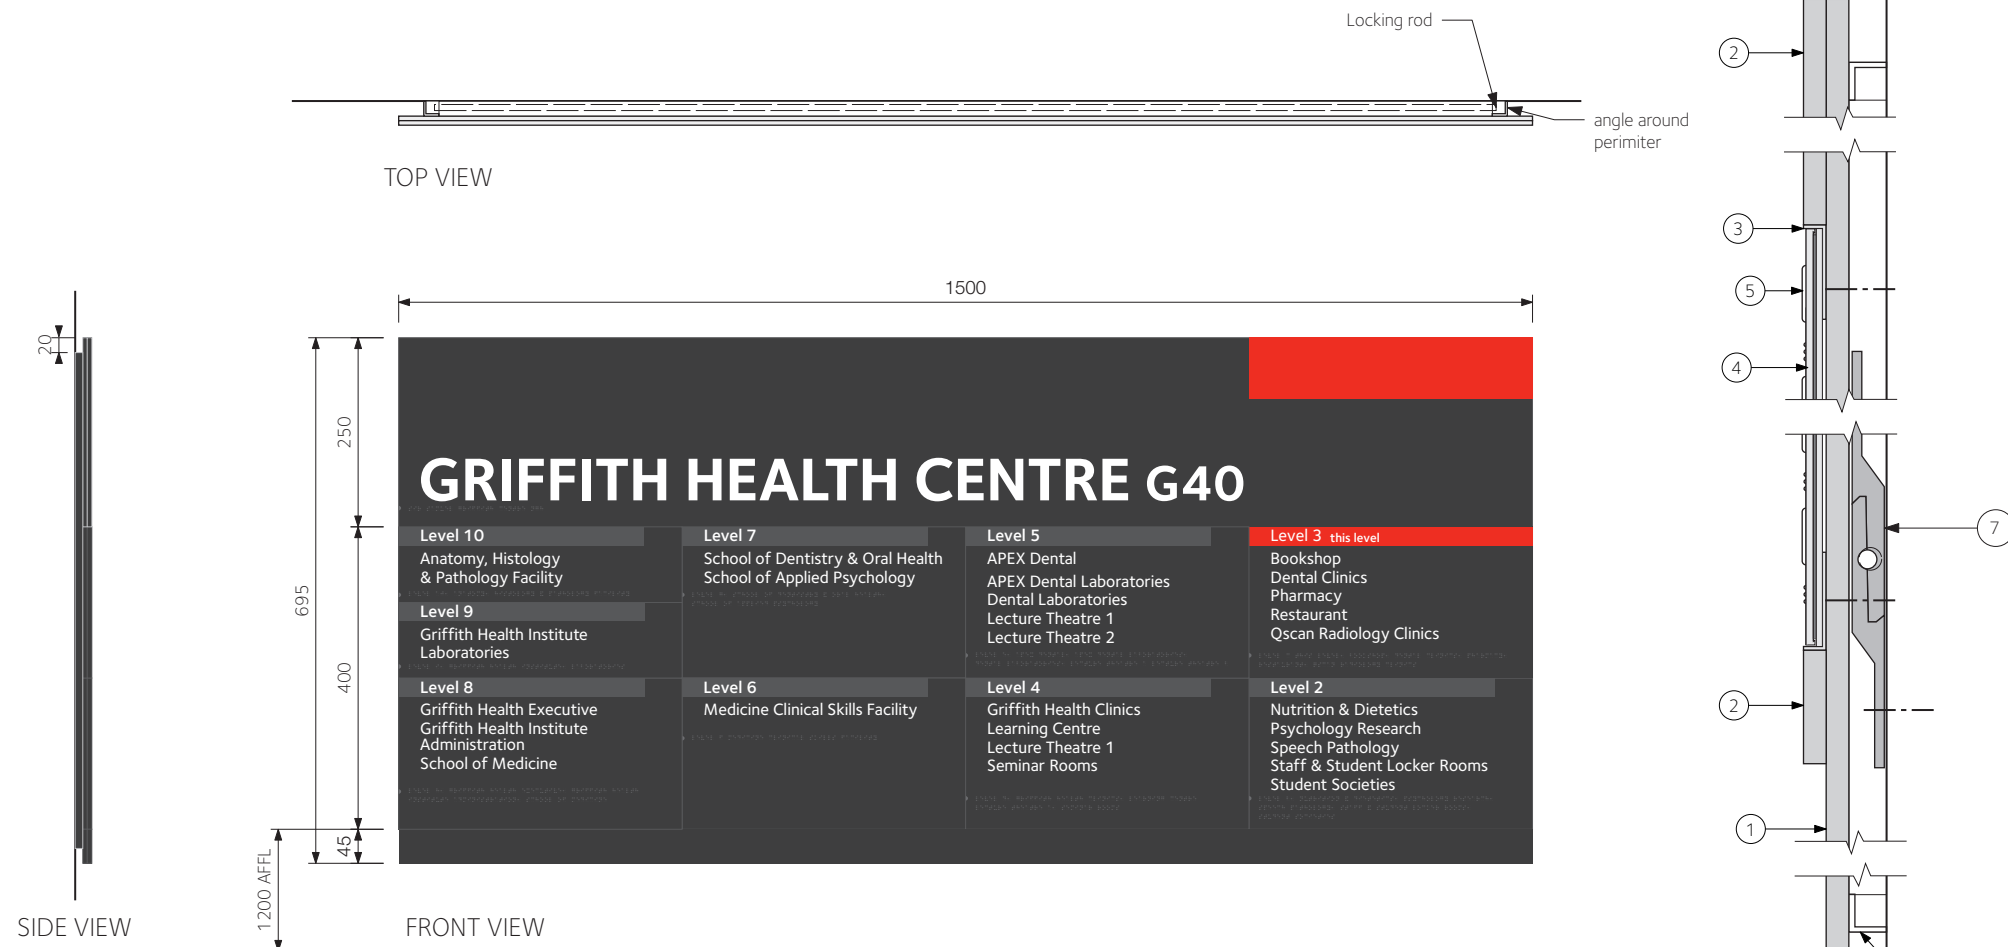 Locking rod
angle around
perimiter
TOP VIEW
2
3
5
4
7
2
1
1500
20
250
695
400
45
1200 AFFL
GRIFFITH HEALTH CENTRE G40
Level 10
Anatomy, Histology
& Pathology Facility
Level 9
Griffith Health Institute
Laboratories
Level 8
Griffith Health Executive
Griffith Health Institute
Administration
School of Medicine
Level 7
School of Dentistry & Oral Health
School of Applied Psychology
Level 6
Medicine Clinical Skills Facility
Level 5
APEX Dental
APEX Dental Laboratories
Dental Laboratories
Lecture Theatre 1
Lecture Theatre 2
Level 4
Griffith Health Clinics
Learning Centre
Lecture Theatre 1
Seminar Rooms
Level 3 this level
Bookshop
Dental Clinics
Pharmacy
Restaurant
Qscan Radiology Clinics
Level 2
Nutrition & Dietetics
Psychology Research
Speech Pathology
Staff & Student Locker Rooms
Student Societies
SIDE VIEW
FRONT VIEW